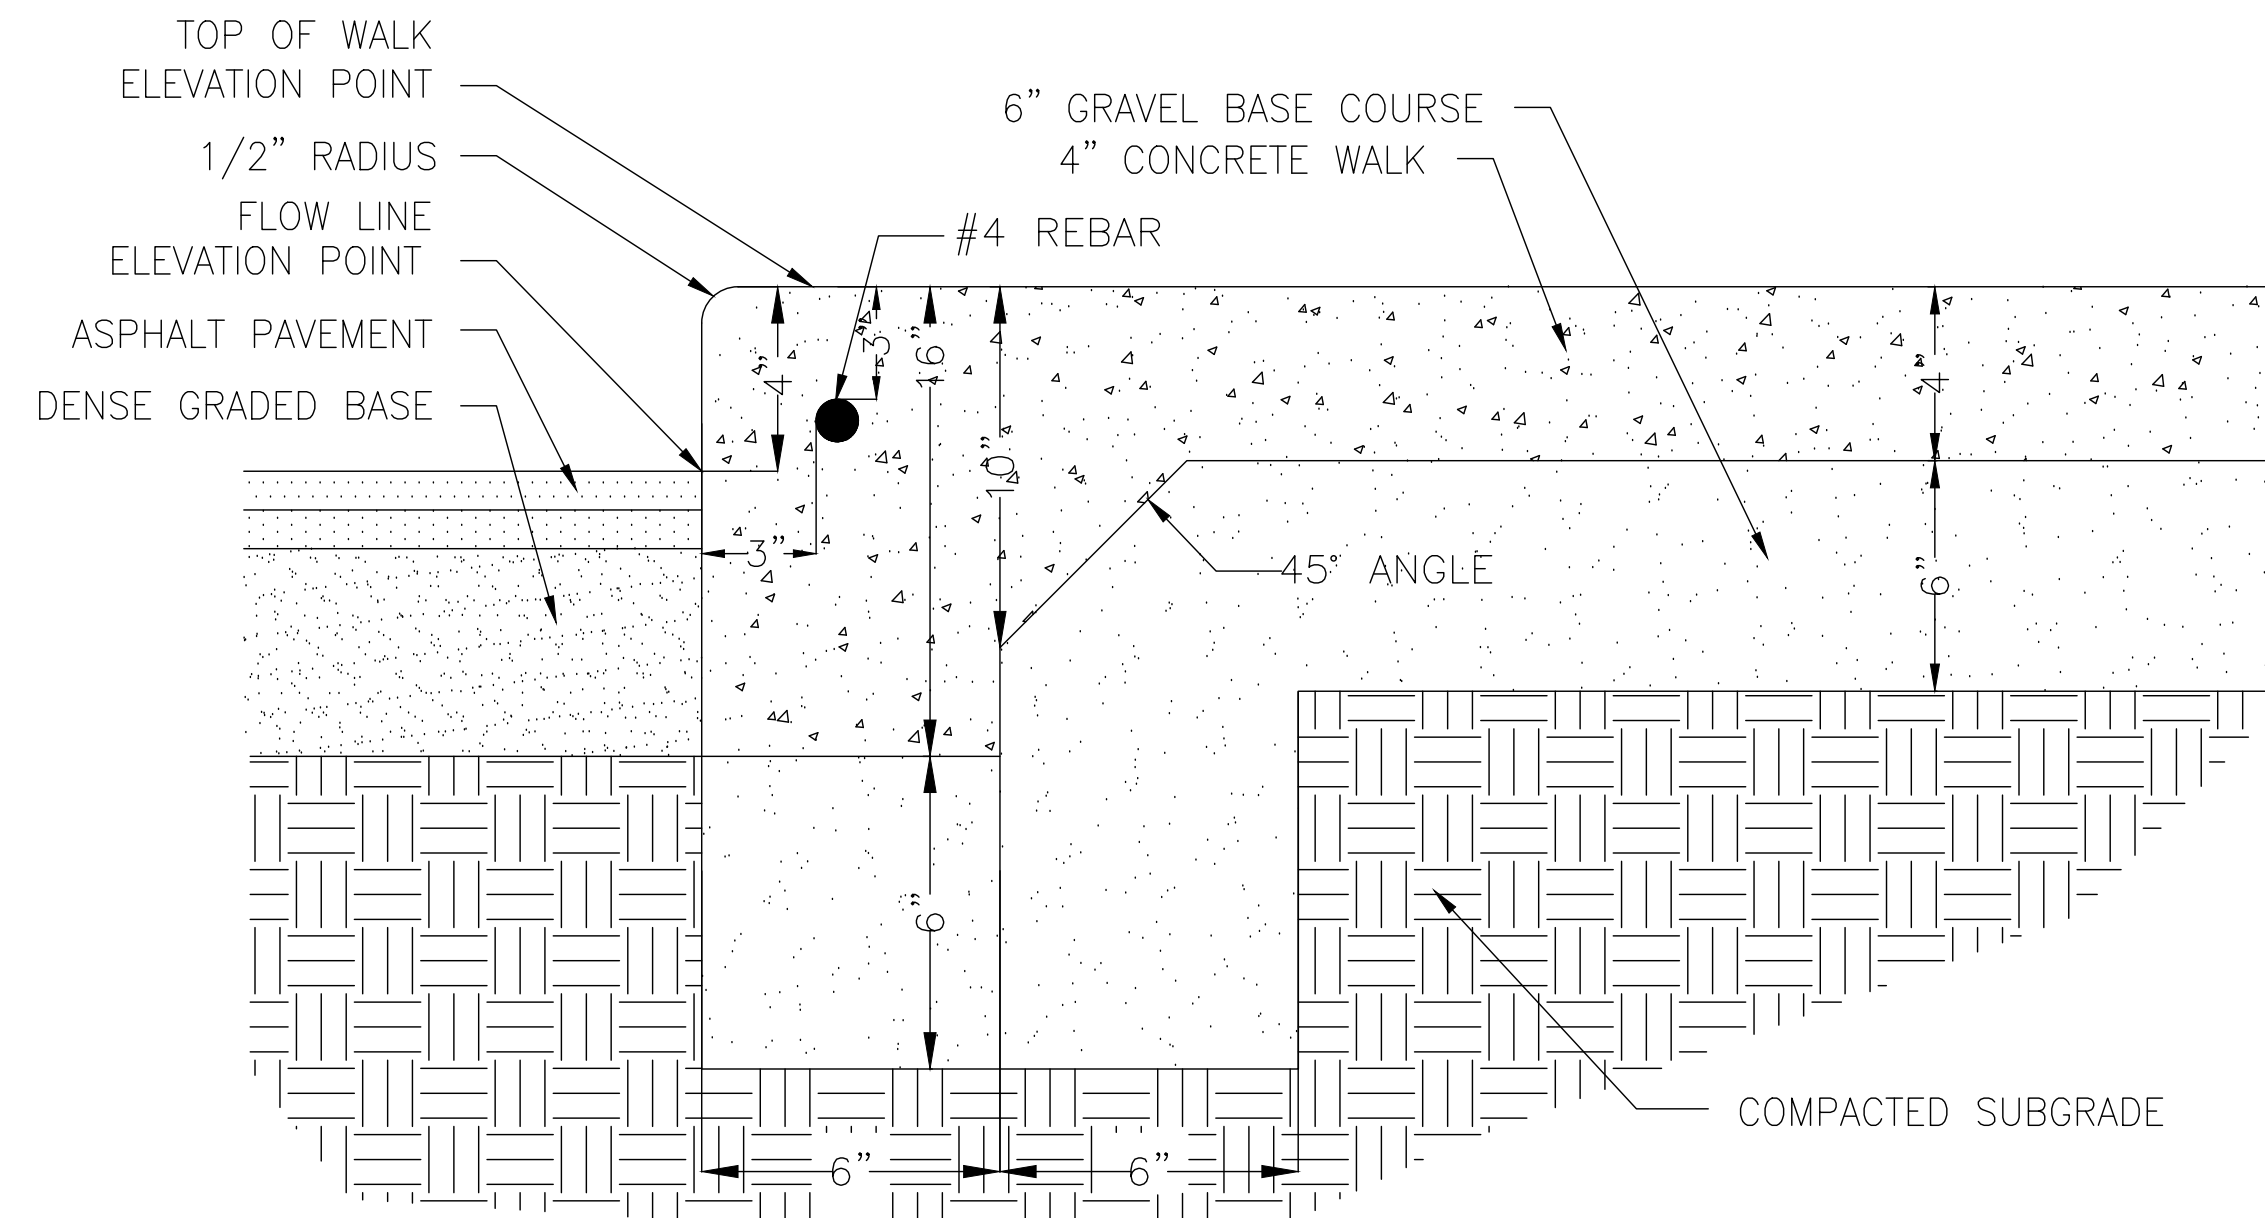 TOP OF WALK
ELEVATION POINT
1/2" RADIUS
FLOW LINE
ELEVATION POINT
ASPHALT PAVEMENT
DENSE GRADED BASE
6" GRAVEL BASE COURSE
4" CONCRETE WALK
#4 REBAR
4"
3"
16"
10"
4"
3"
45° ANGLE
6"
6"
COMPACTED SUBGRADE
6"
6"